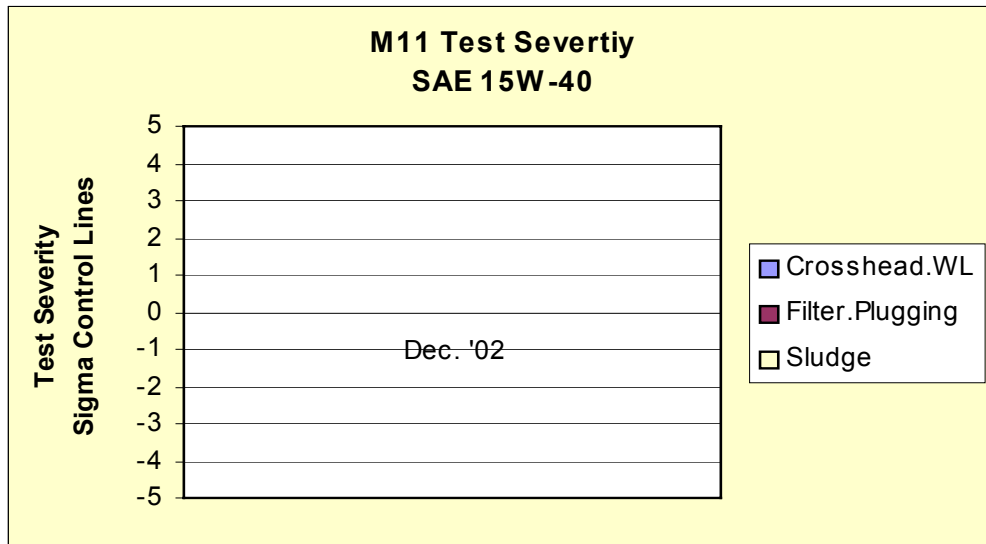 M11 Test Severtiy
SAE 15W-40
Test Severity
Sigma Control Lines
5
4
3
2
1
0
-1
-2
-3
-4
-5
Dec. '02
Crosshead.WL
Filter.Plugging
Sludge